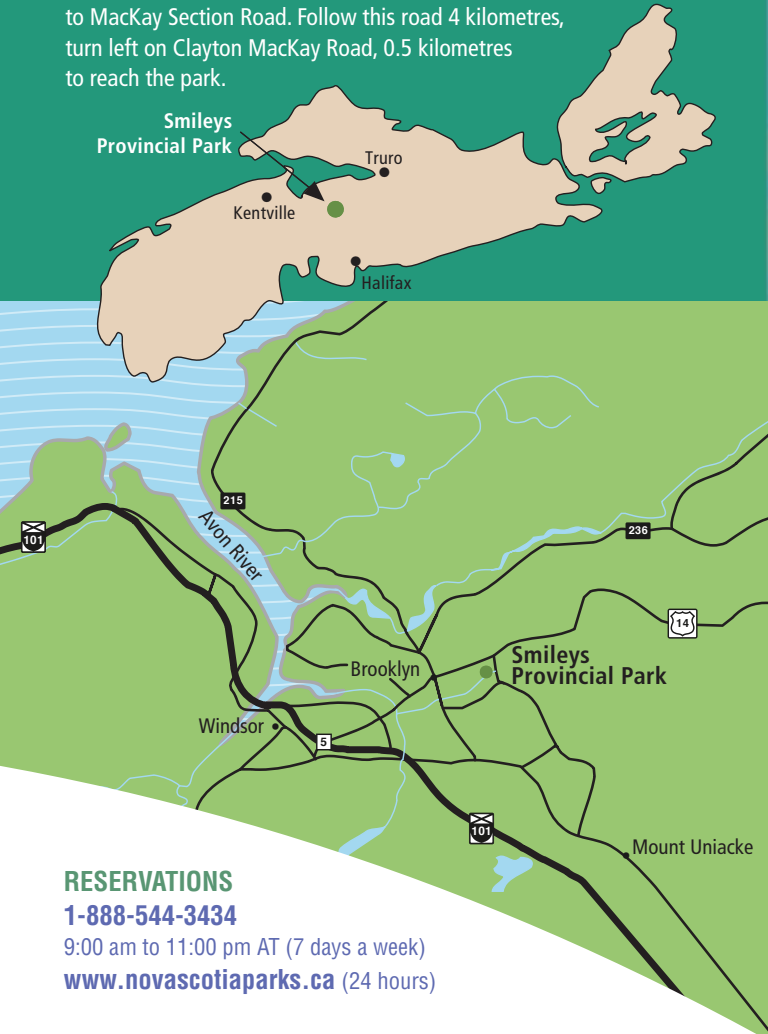 to MacKay Section Road. Follow this road 4 kilometres,
turn left on Clayton MacKay Road, 0.5 kilometres
to reach the park.
Smileys
Provincial Park
Truro
Kentville
Halifax
215
Avon River
101
236
14
Smileys
Provincial Park
Brooklyn
Windsor
5
101
Mount Uniacke
RESERVATIONS
1-888-544-3434
9:00 am to 11:00 pm AT (7 days a week)
www.novascotiaparks.ca (24 hours)